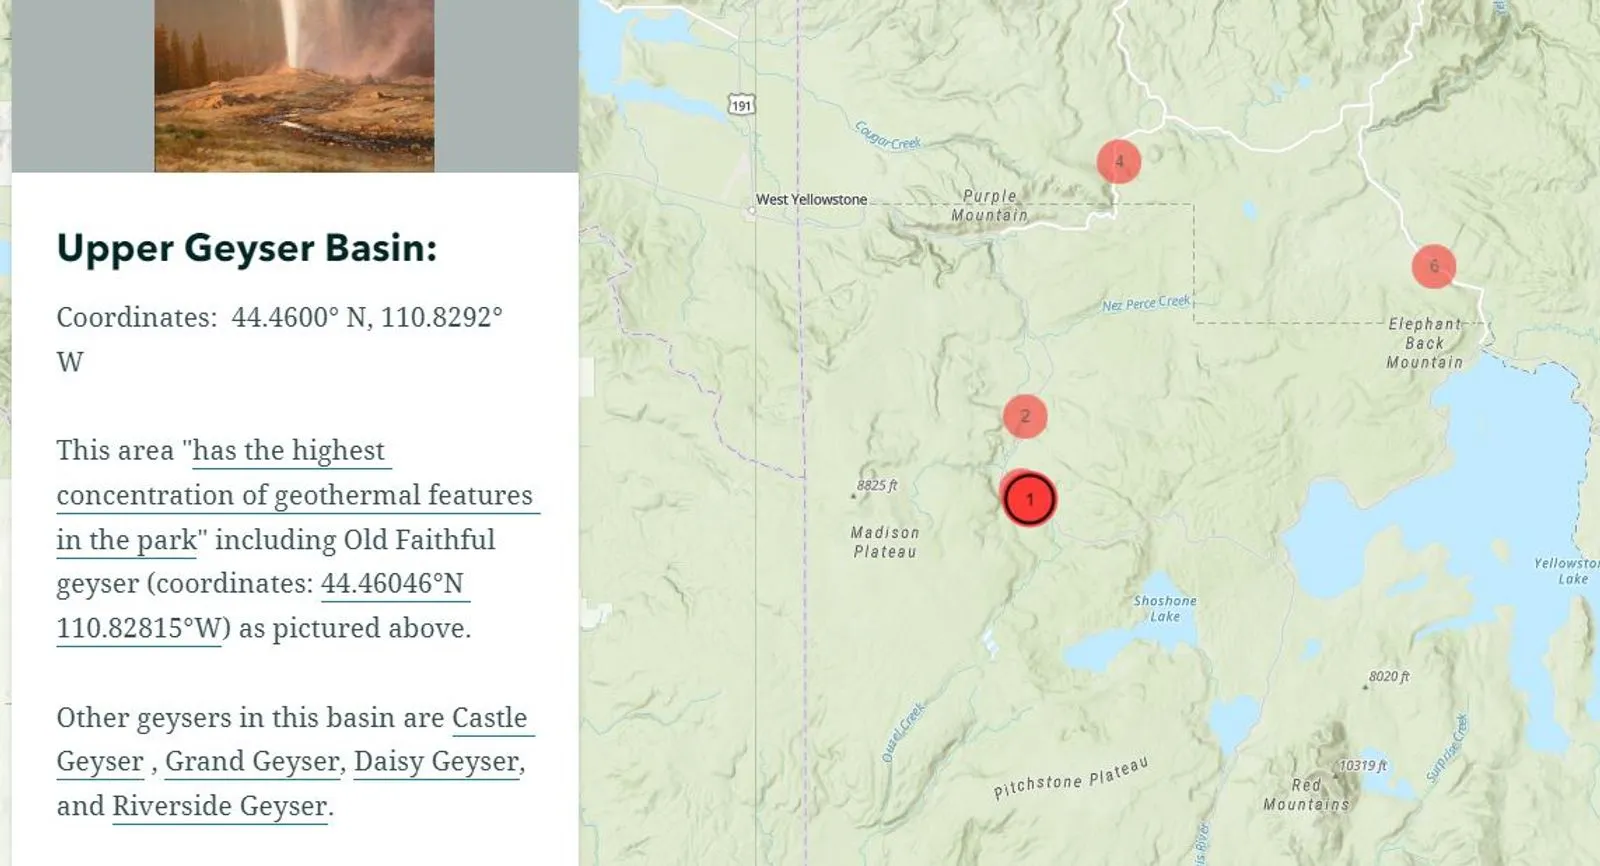 Upper Geyser Basin:
Coordinates:  44.4600° N, 110.8292°
W
This area "has the highest
concentration of geothermal features
in the park" including Old Faithful
geyser (coordinates: 44.46046°N
110.82815°W) as pictured above.
Other geysers in this basin are Castle
Geyser , Grand Geyser, Daisy Geyser,
and Riverside Geyser.
191
Cougar Creek
4
West Yellowstone
Purple
Mountain
6
Nez Perce Creek
Elephant
Back
Mountain
2
8825 ft
1
Madison
Plateau
Shoshone
Lake
Lake
8020 ft
Ouzel Creek
Surprise Creek
Pitchstone Plateau
10319 ft
Red
Mountains
River